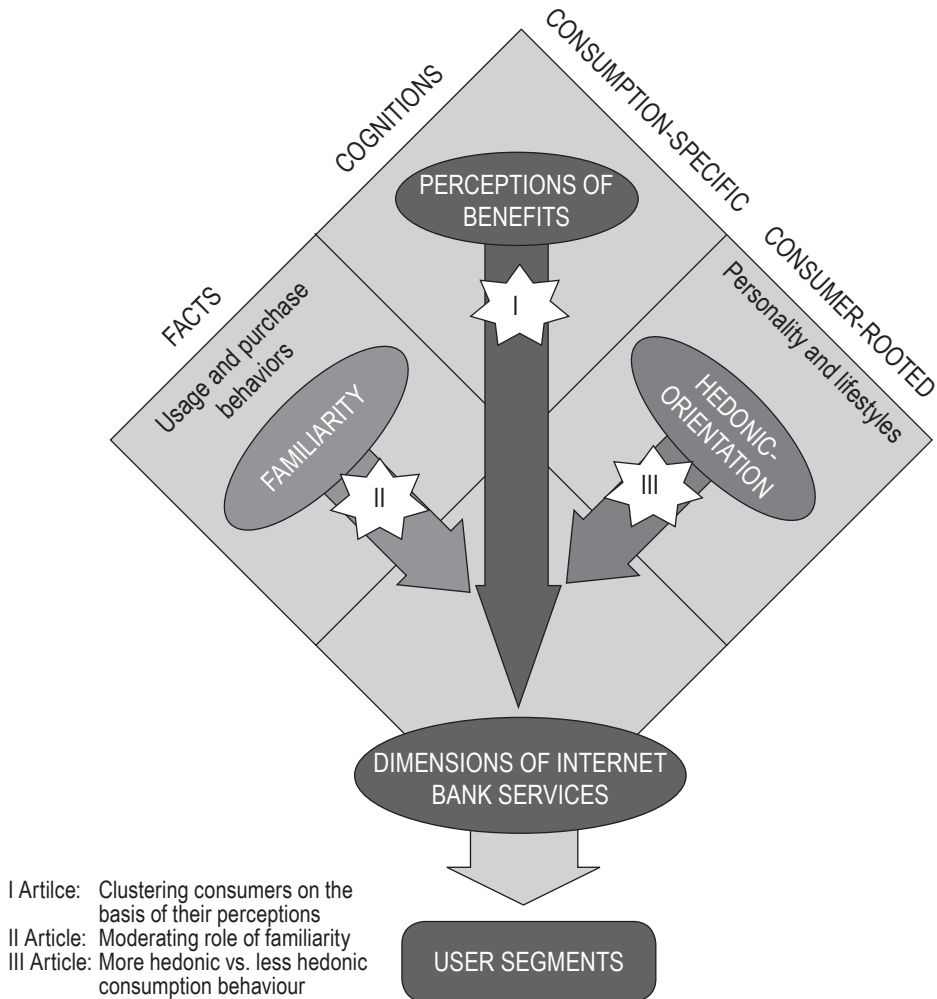 COGNITIONS
CONSUMPTION-SPECIFIC
PERCEPTIONS OF
BENEFITS
FACTS
CONSUMER-ROOTED
Usage and purchase
behaviors
Personality and lifestyles
I
FAMILIARITY
HEDONIC-
ORIENTATION
II
III
DIMENSIONS OF INTERNET
BANK SERVICES
I Artilce: Clustering consumers on the
basis of their perceptions
II Article: Moderating role of familiarity
III Article: More hedonic vs. less hedonic
consumption behaviour
USER SEGMENTS